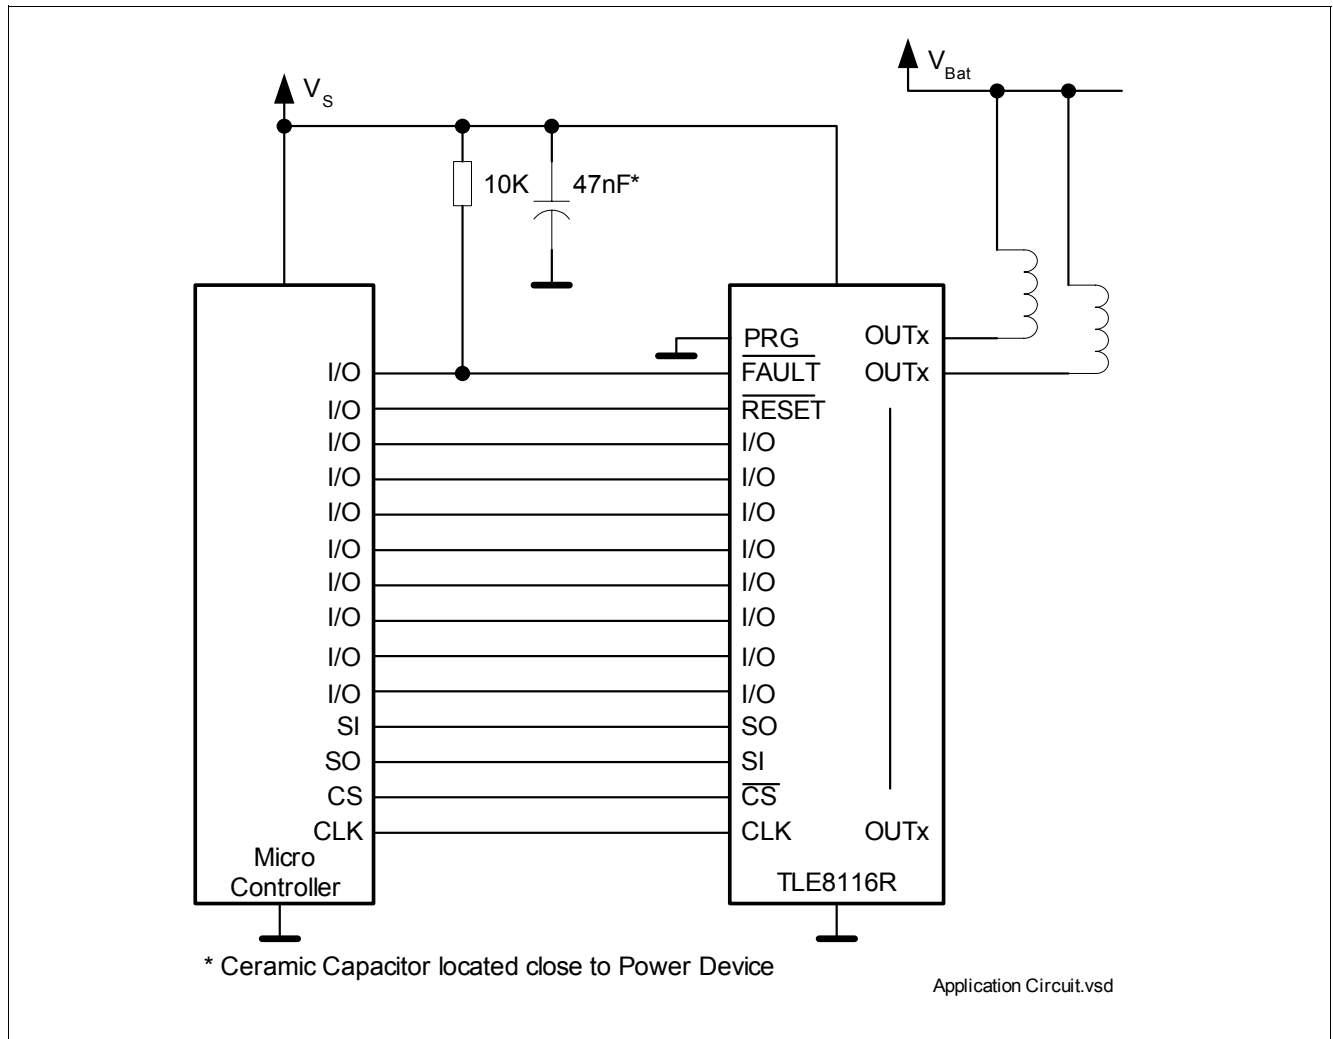 V_Bat
V_S
10K 47nF*
PRG OUTx
I/O FAULT OUTx
I/O RESET
I/O I/O
I/O I/O
I/O I/O
I/O I/O
I/O I/O
I/O I/O
I/O I/O
I/O I/O
SI SO
SO SI
CS CS
CLK CLK OUTx
Micro
Controller TLE8116R
* Ceramic Capacitor located close to Power Device
Application Circuit.vsd